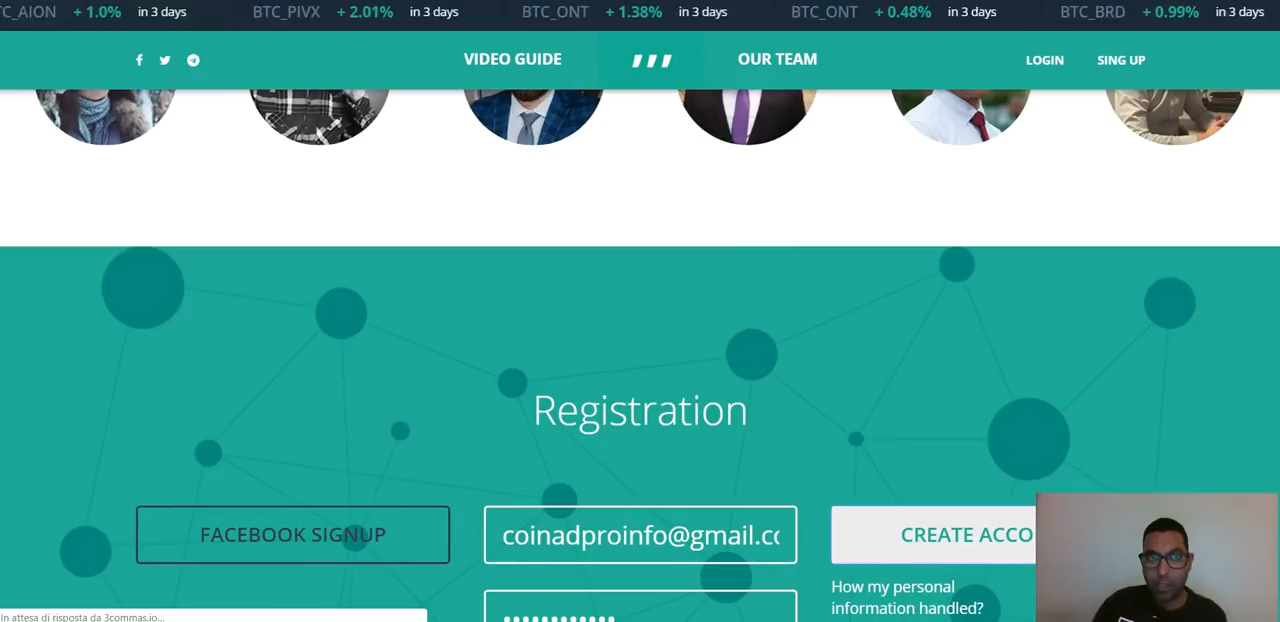 C_AION + 1.0% in 3 days BTC_PIVX + 2.01% in 3 days BTC_ONT + 1.38% in 3 days BTC_ONT + 0.48% in 3 days BTC_BRD + 0.99% in 3 days
VIDEO GUIDE OUR TEAM LOGIN SING UP
Registration
FACEBOOK SIGNUP coinadproinfo@gmail.cc CREATE ACCO
How my personal
information handled?
In attesa di risposta da 3commas.io...